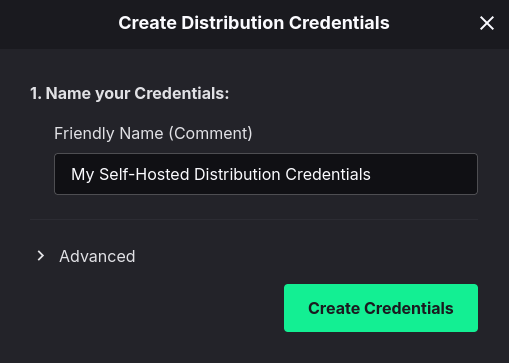 Create Distribution Credentials
1. Name your Credentials:
Friendly Name (Comment)
My Self-Hosted Distribution Credentials
Advanced
Create Credentials